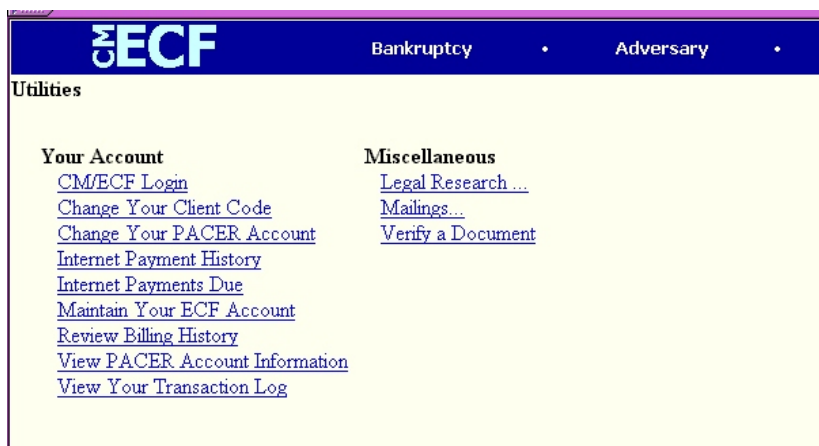 CM ECF Bankruptcy • Adversary •
Utilities
Your Account
CM/ECF Login
Change Your Client Code
Change Your PACER Account
Internet Payment History
Internet Payments Due
Maintain Your ECF Account
Review Billing History
View PACER Account Information
View Your Transaction Log
Miscellaneous
Legal Research ...
Mailings...
Verify a Document